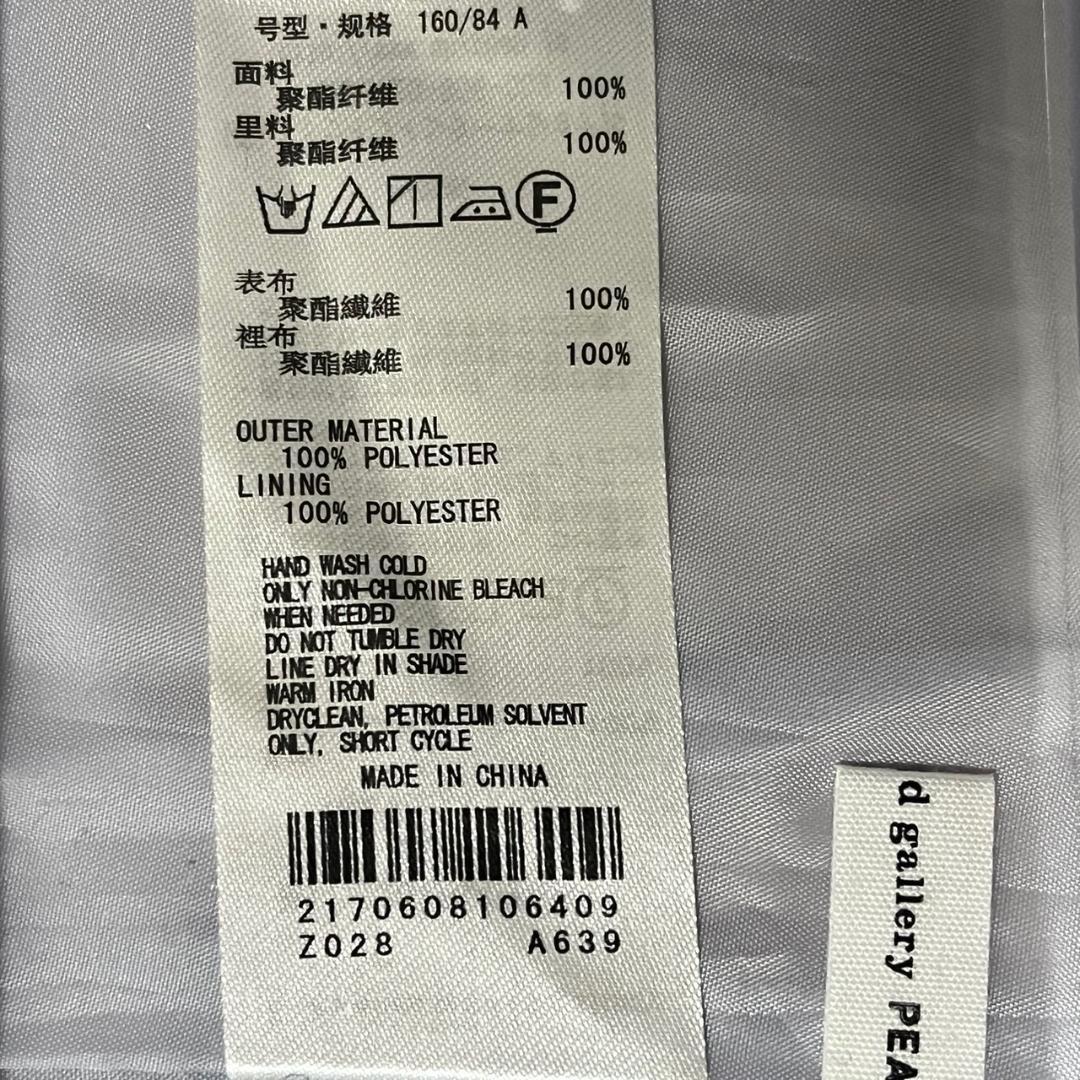 号型·规格 160/84 A
面料
聚酯纤维 100%
里料
聚酯纤维 100%
F
表布
聚酯纖維 100%
裡布
聚酯纖維 100%
OUTER MATERIAL
100% POLYESTER
LINING
100% POLYESTER
HAND WASH COLD
ONLY NON-CHLORINE BLEACH
WHEN NEEDED
DO NOT TUMBLE DRY
LINE DRY IN SHADE
WARM IRON
DRYCLEAN, PETROLEUM SOLVENT
ONLY, SHORT CYCLE
MADE IN CHINA
2170608106409
Z028 A639
d gallery PEA